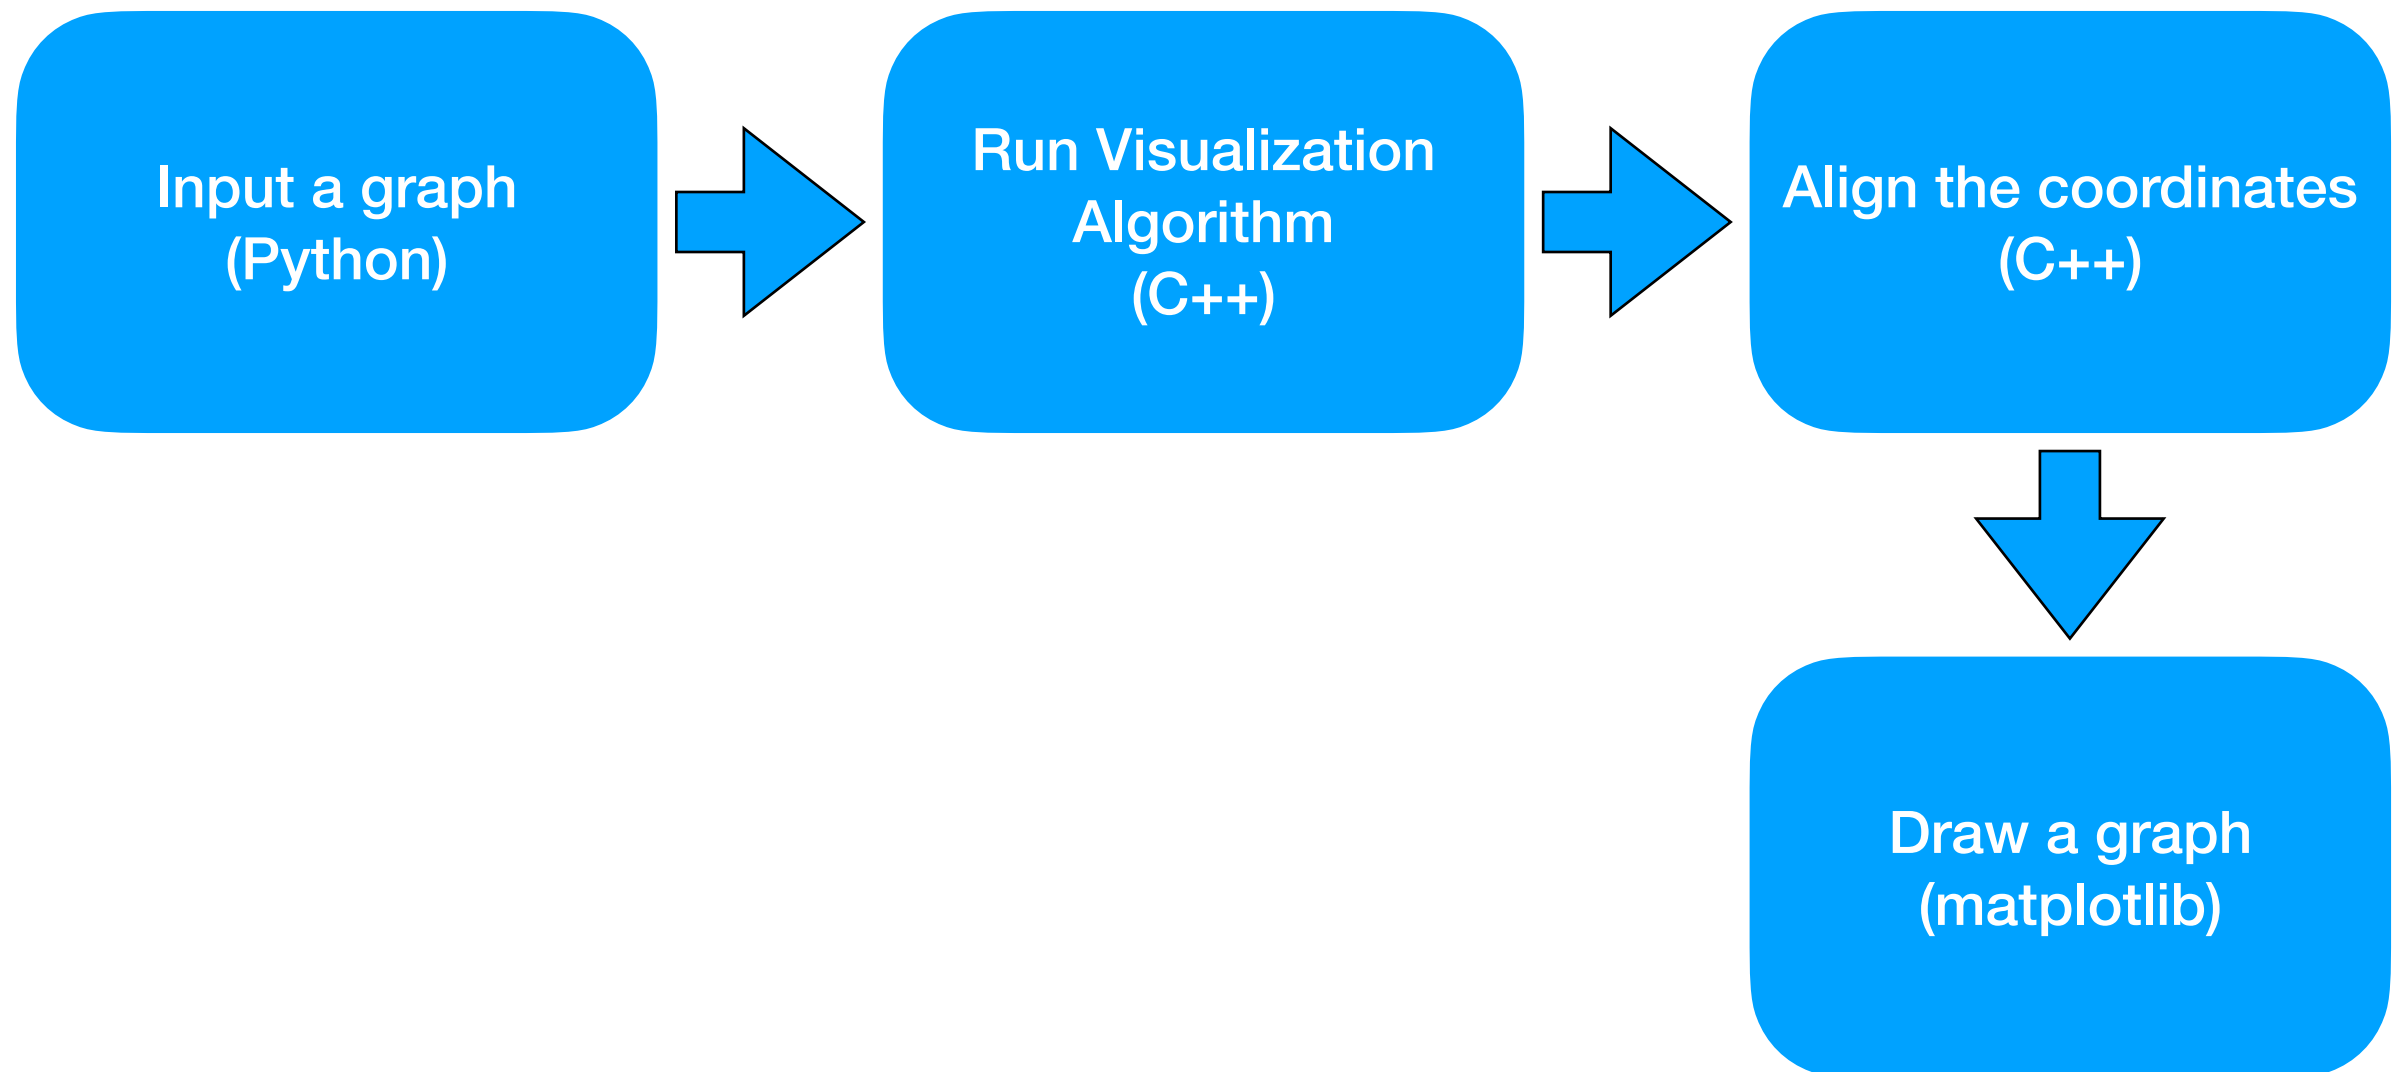 Input a graph
(Python)
Run Visualization
Algorithm
(C++)
Align the coordinates
(C++)
Draw a graph
(matplotlib)